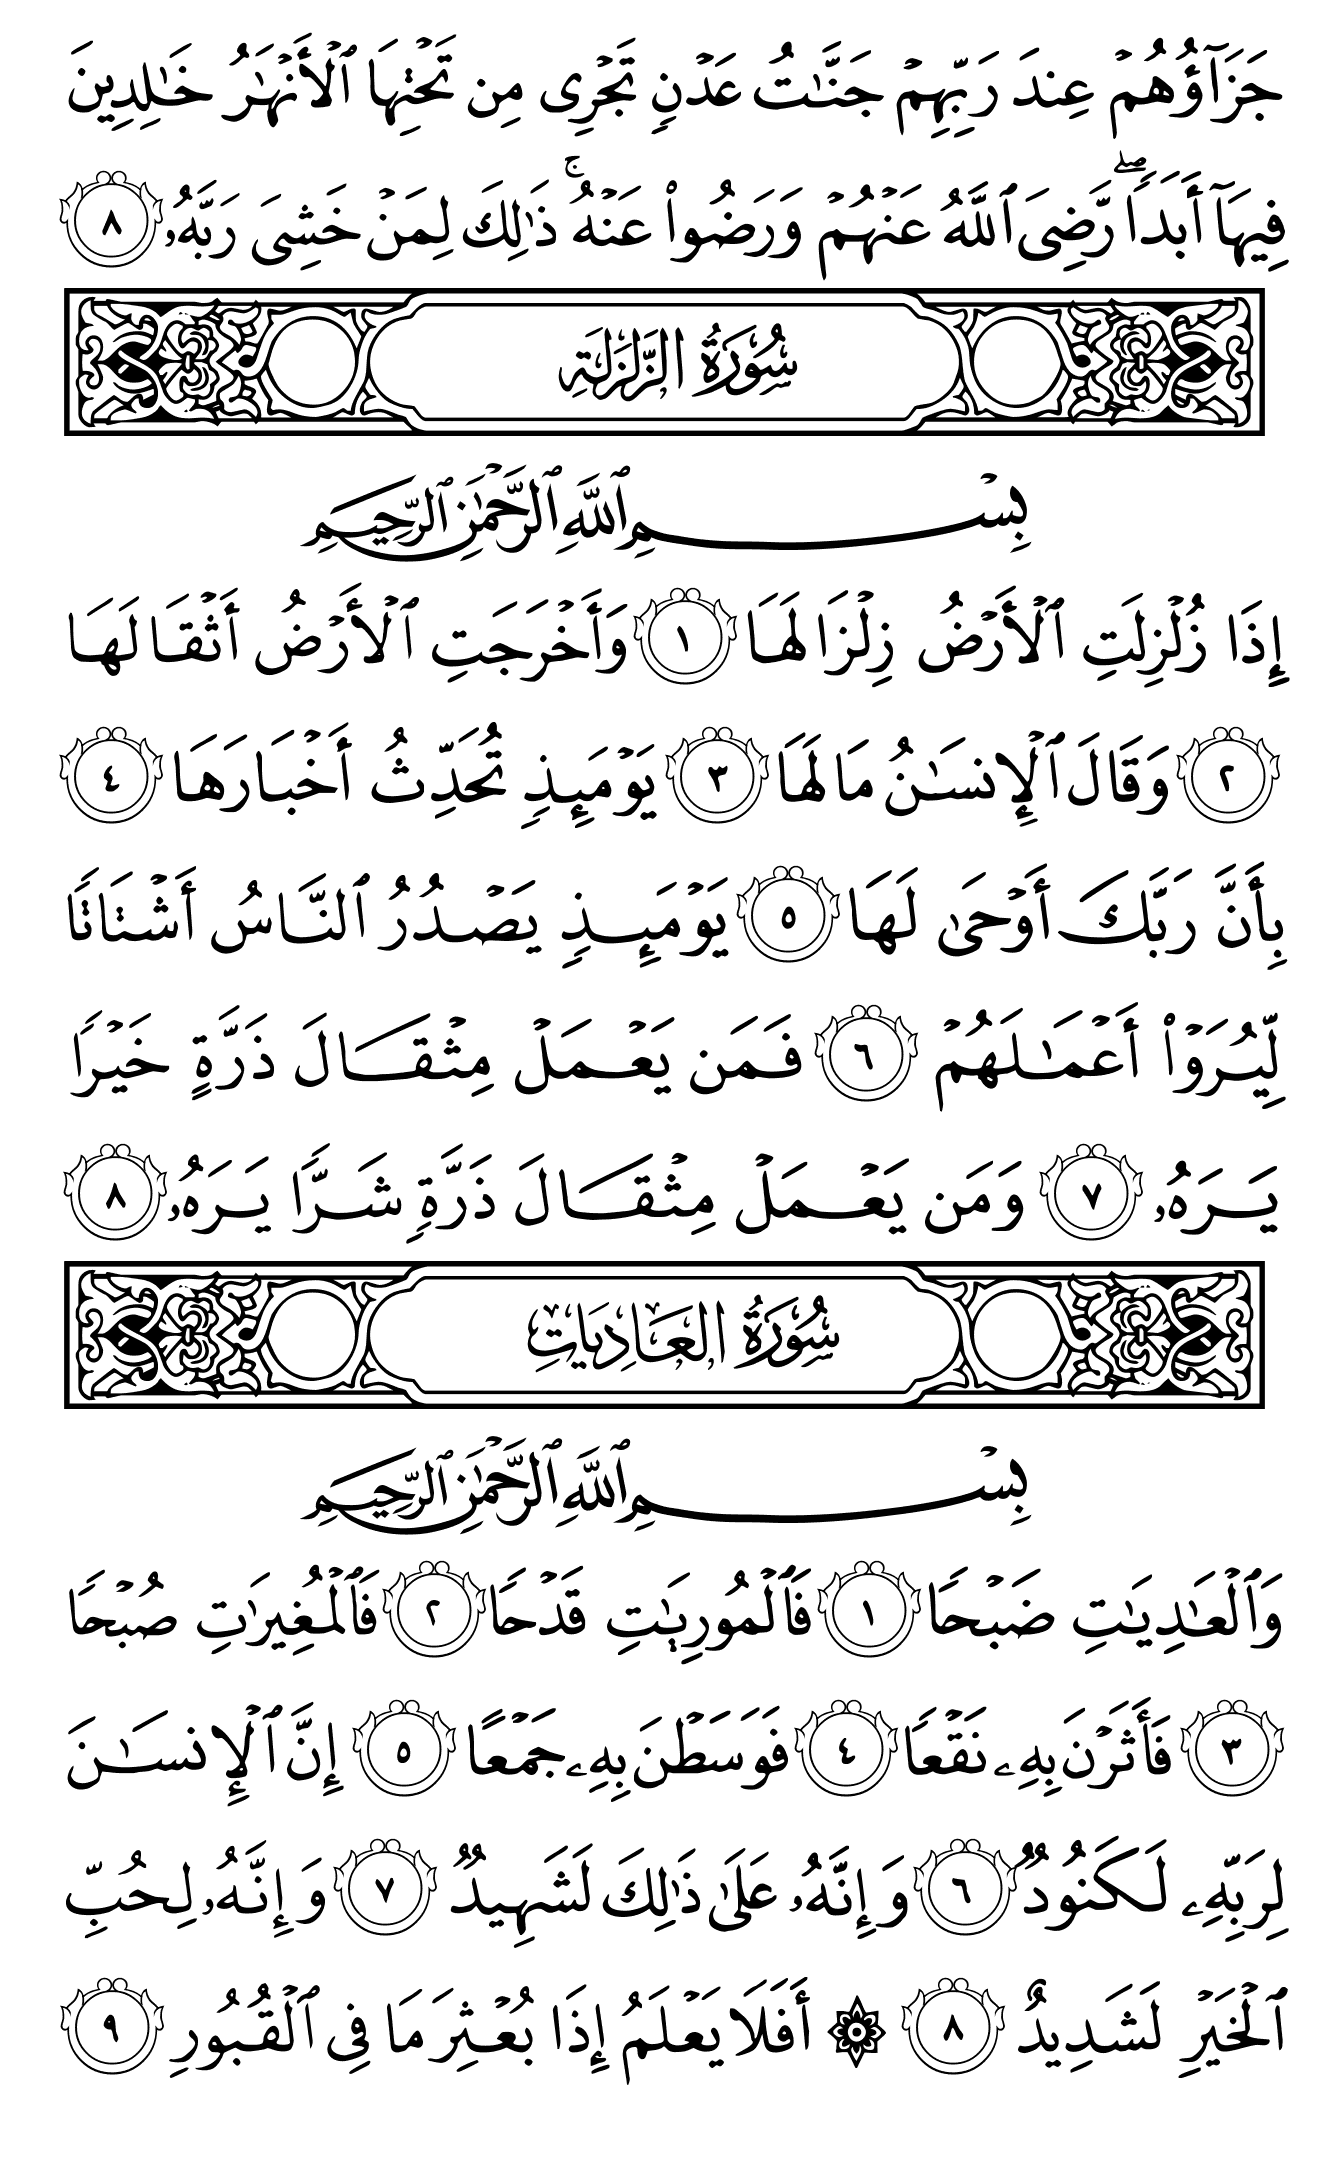 جَزَآؤُهُمۡ عِندَ رَبِّهِمۡ جَنَّٰتُ عَدۡنٖ تَجۡرِي مِن تَحۡتِهَا ٱلۡأَنۡهَٰرُ خَٰلِدِينَ
فِيهَآ أَبَدٗاۖ رَّضِيَ ٱللَّهُ عَنۡهُمۡ وَرَضُواْ عَنۡهُۚ ذَٰلِكَ لِمَنۡ خَشِيَ رَبَّهُۥ ٨
سُورَةُ الزَّلزَلةِ
بِسۡمِ ٱللَّهِ ٱلرَّحۡمَٰنِ ٱلرَّحِيمِ
إِذَا زُلۡزِلَتِ ٱلۡأَرۡضُ زِلۡزَالَهَا ١ وَأَخۡرَجَتِ ٱلۡأَرۡضُ أَثۡقَالَهَا
٢ وَقَالَ ٱلۡإِنسَٰنُ مَا لَهَا ٣ يَوۡمَئِذٖ تُحَدِّثُ أَخۡبَارَهَا ٤
بِأَنَّ رَبَّكَ أَوۡحَىٰ لَهَا ٥ يَوۡمَئِذٖ يَصۡدُرُ ٱلنَّاسُ أَشۡتَاتٗا
لِّيُرَوۡاْ أَعۡمَٰلَهُمۡ ٦ فَمَن يَعۡمَلۡ مِثۡقَالَ ذَرَّةٍ خَيۡرٗا
يَرَهُۥ ٧ وَمَن يَعۡمَلۡ مِثۡقَالَ ذَرَّةٖ شَرّٗا يَرَهُۥ ٨
سُورَةُ العَادِيَاتِ
بِسۡمِ ٱللَّهِ ٱلرَّحۡمَٰنِ ٱلرَّحِيمِ
وَٱلۡعَٰدِيَٰتِ ضَبۡحٗا ١ فَٱلۡمُورِيَٰتِ قَدۡحٗا ٢ فَٱلۡمُغِيرَٰتِ صُبۡحٗا
٣ فَأَثَرۡنَ بِهِۦ نَقۡعٗا ٤ فَوَسَطۡنَ بِهِۦ جَمۡعًا ٥ إِنَّ ٱلۡإِنسَٰنَ
لِرَبِّهِۦ لَكَنُودٞ ٦ وَإِنَّهُۥ عَلَىٰ ذَٰلِكَ لَشَهِيدٞ ٧ وَإِنَّهُۥ لِحُبِّ
ٱلۡخَيۡرِ لَشَدِيدٌ ٨ ۞ أَفَلَا يَعۡلَمُ إِذَا بُعۡثِرَ مَا فِي ٱلۡقُبُورِ ٩